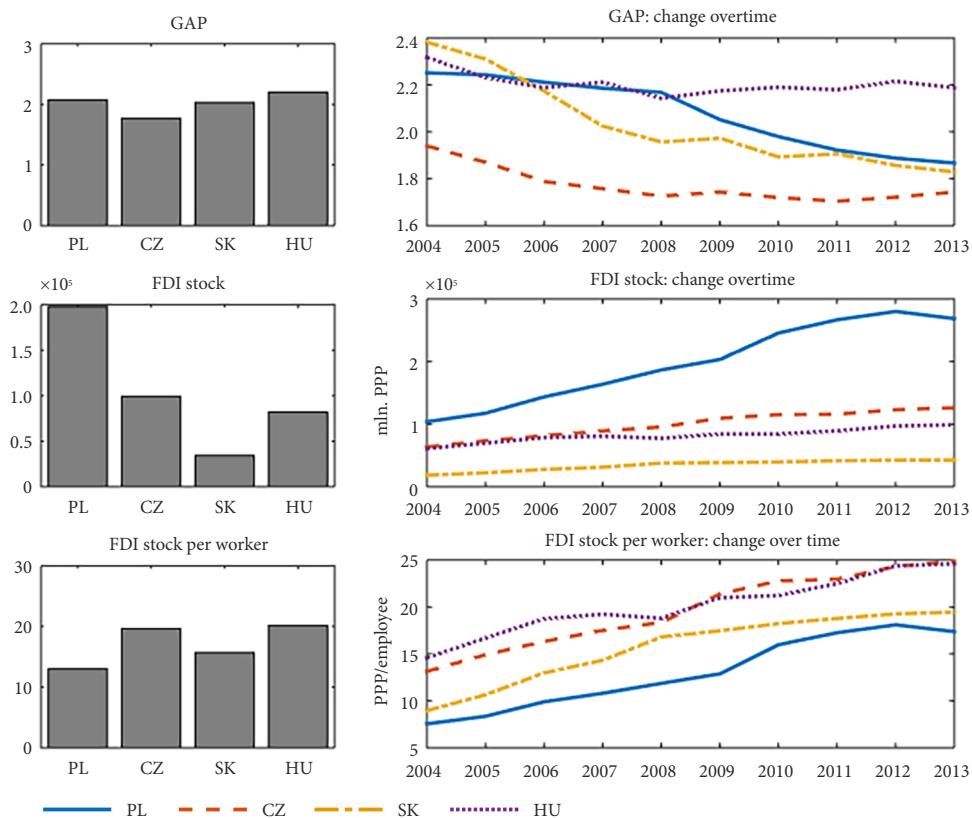 GAP
3
2
1
0
PL CZ SK HU
GAP: change overtime
2.4
2.2
2.0
1.8
1.6
2004 2005 2006 2007 2008 2009 2010 2011 2012 2013
×10⁵
FDI stock
2.0
1.5
1.0
0.5
0
PL CZ SK HU
×10⁵
FDI stock: change overtime
mln. PPP
3
2
1
0
2004 2005 2006 2007 2008 2009 2010 2011 2012 2013
FDI stock per worker
30
20
10
0
PL CZ SK HU
FDI stock per worker: change over time
PPP/employee
25
20
15
10
5
2004 2005 2006 2007 2008 2009 2010 2011 2012 2013
PL CZ SK HU